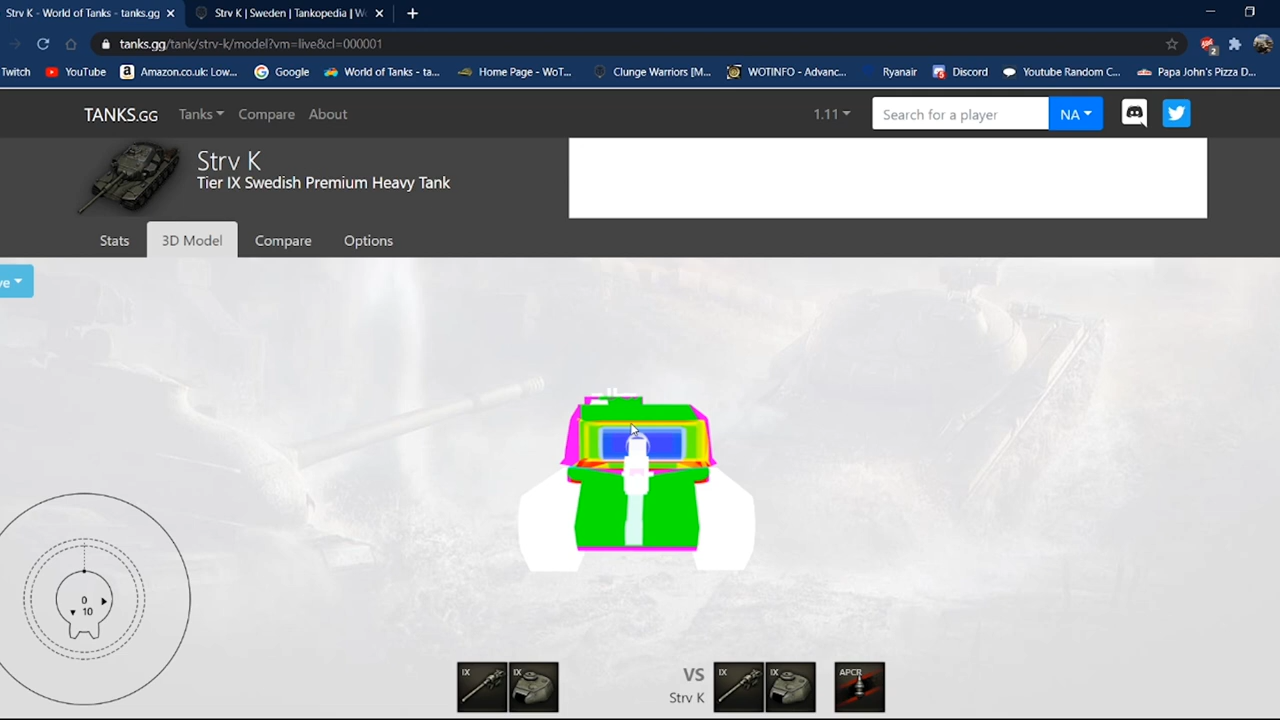 Strv K - World of Tanks - tanks.gg
Strv K | Sweden | Tankopedia | W
tanks.gg/tank/strv-k/model?vm=live&cl=000001
2
Twitch YouTube Amazon.co.uk: Low... Google World of Tanks - ta... Home Page - WoT... Clunge Warriors [M... WOTINFO - Advanc... Ryanair Discord Youtube Random C... Papa John's Pizza D...
TANKS.GG Tanks Compare About 1.11 Search for a player NA
Strv K
Tier IX Swedish Premium Heavy Tank
Stats 3D Model Compare Options
ve
0
10
IX IX VS IX IX APCR
Strv K